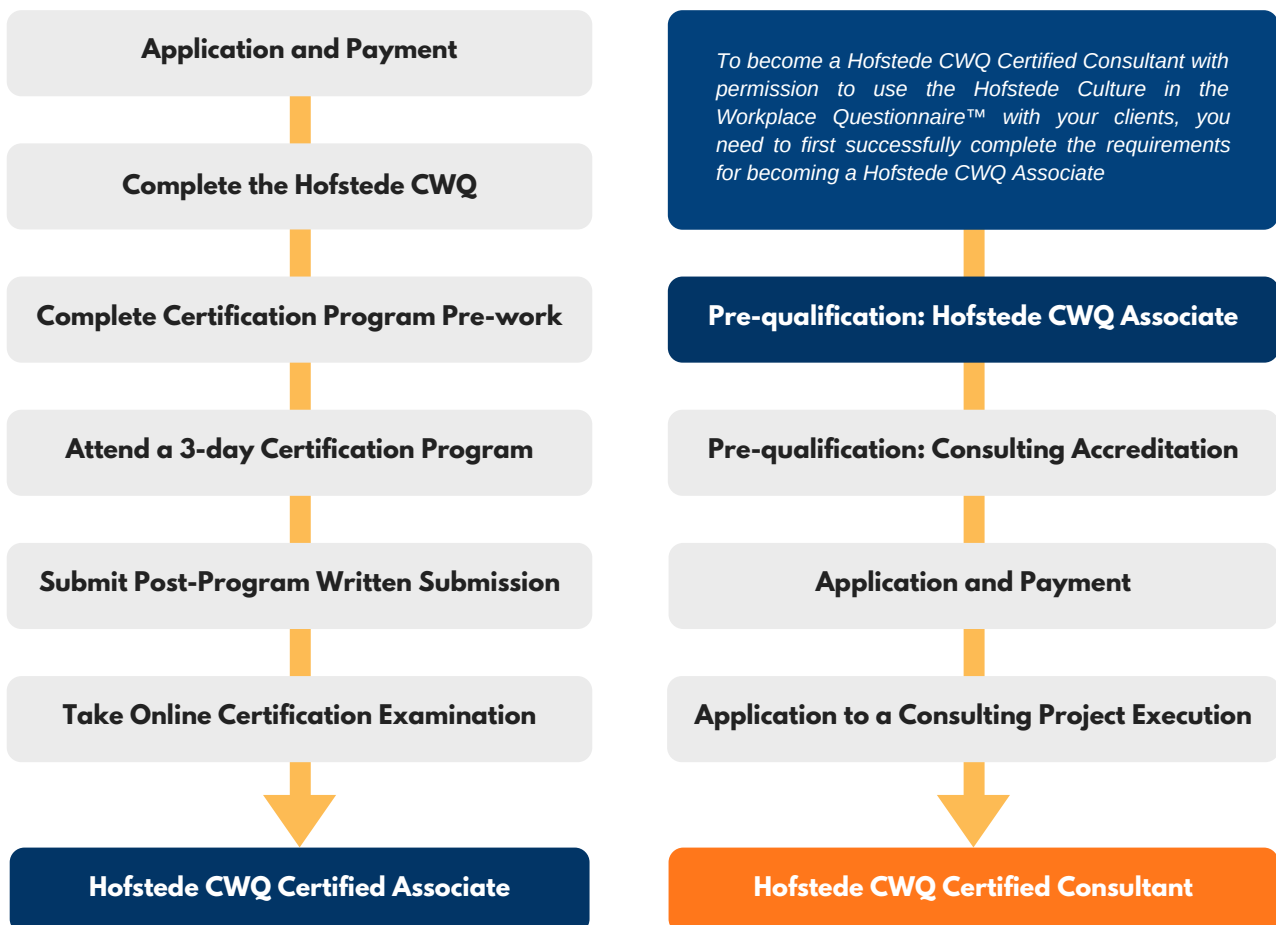 Application and Payment
Complete the Hofstede CWQ
Complete Certification Program Pre-work
Attend a 3-day Certification Program
Submit Post-Program Written Submission
Take Online Certification Examination
Hofstede CWQ Certified Associate
To become a Hofstede CWQ Certified Consultant with
permission to use the Hofstede Culture in the
Workplace Questionnaire™ with your clients, you
need to first successfully complete the requirements
for becoming a Hofstede CWQ Associate
Pre-qualification: Hofstede CWQ Associate
Pre-qualification: Consulting Accreditation
Application and Payment
Application to a Consulting Project Execution
Hofstede CWQ Certified Consultant